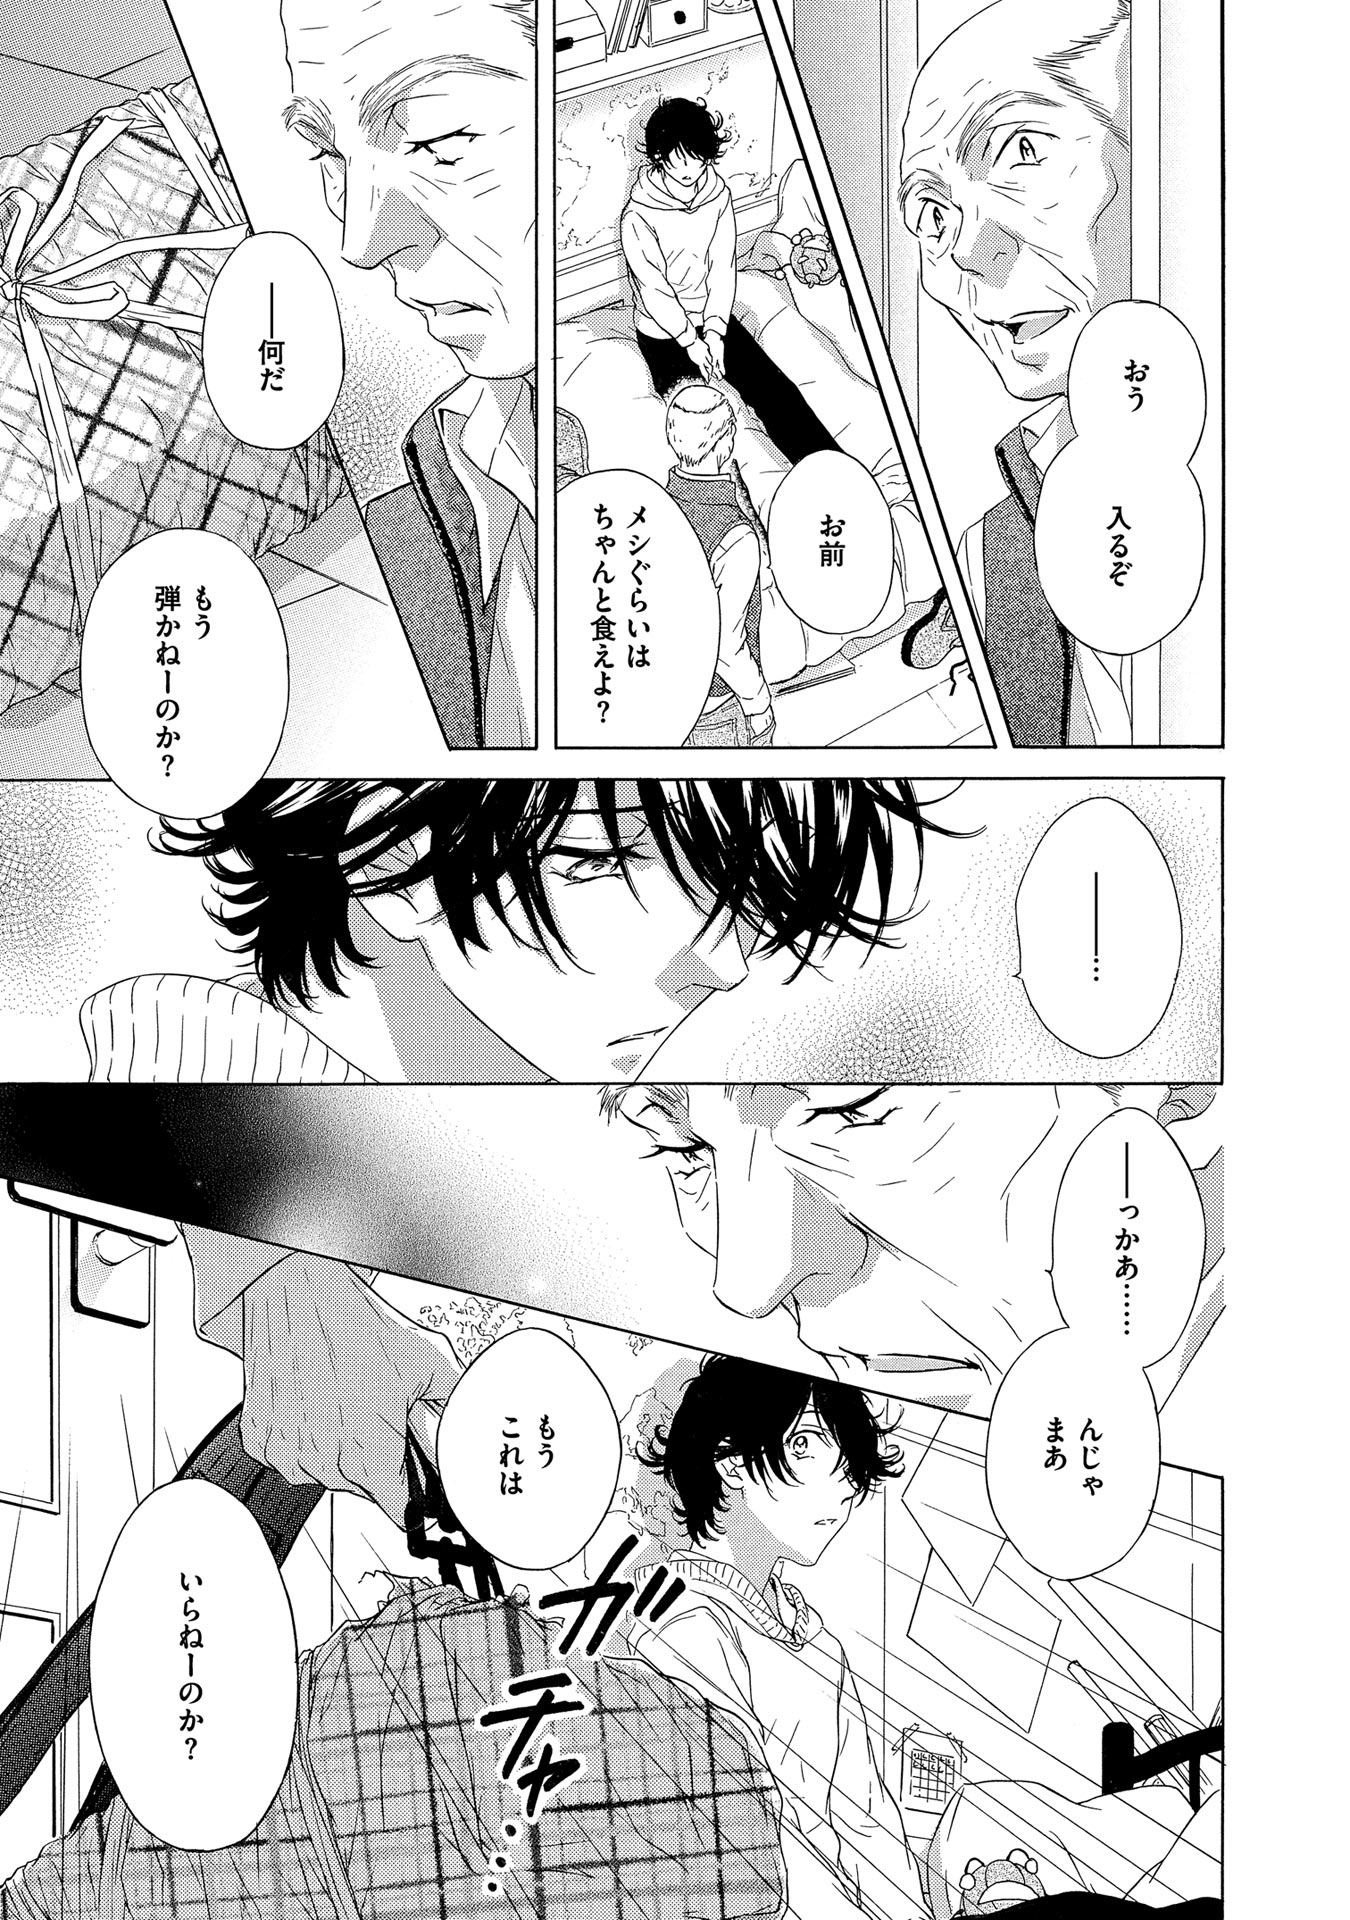 おう
入るぞ
お前
メシぐらいは
ちゃんと食えよ?
――何だ
もう
弾かねーのか?
――…
――っかあ……
んじゃ
まあ
もう
これは
いらねーのか?
ガチャ…